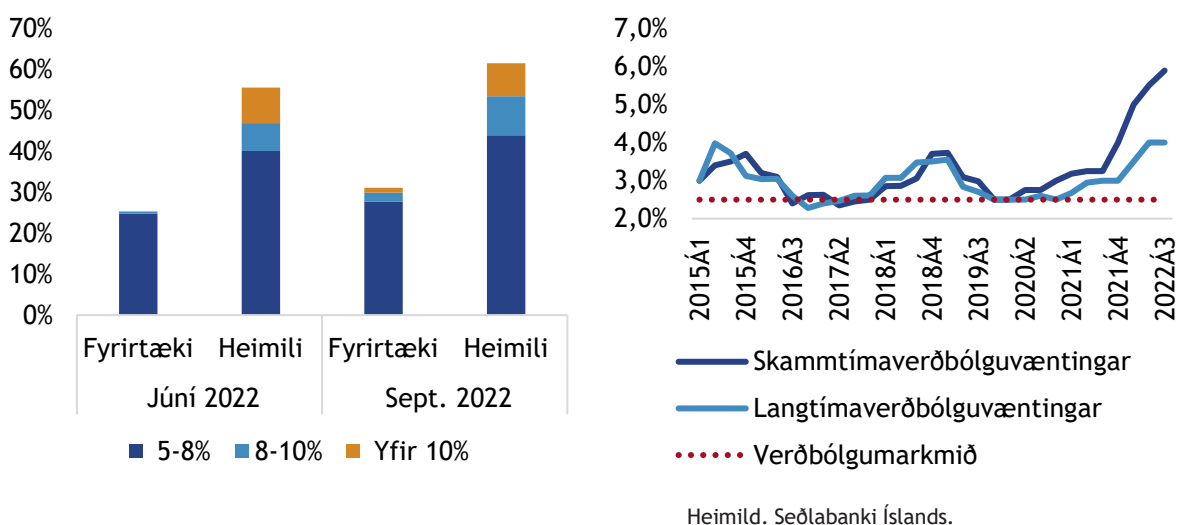 70%
60%
50%
40%
30%
20%
10%
0%
Fyrirtæki Heimili Fyrirtæki Heimili
Júní 2022 Sept. 2022
5-8% 8-10% Yfir 10%
7,0%
6,0%
5,0%
4,0%
3,0%
2,0%
2015Á1
2015Á4
2016Á3
2017Á2
2018Á1
2018Á4
2019Á3
2020Á2
2021Á1
2021Á4
2022Á3
Skammtímaverðbólguvæntingar
Langtímaverðbólguvæntingar
Verðbólgumarkmið
Heimild. Seðlabanki Íslands.